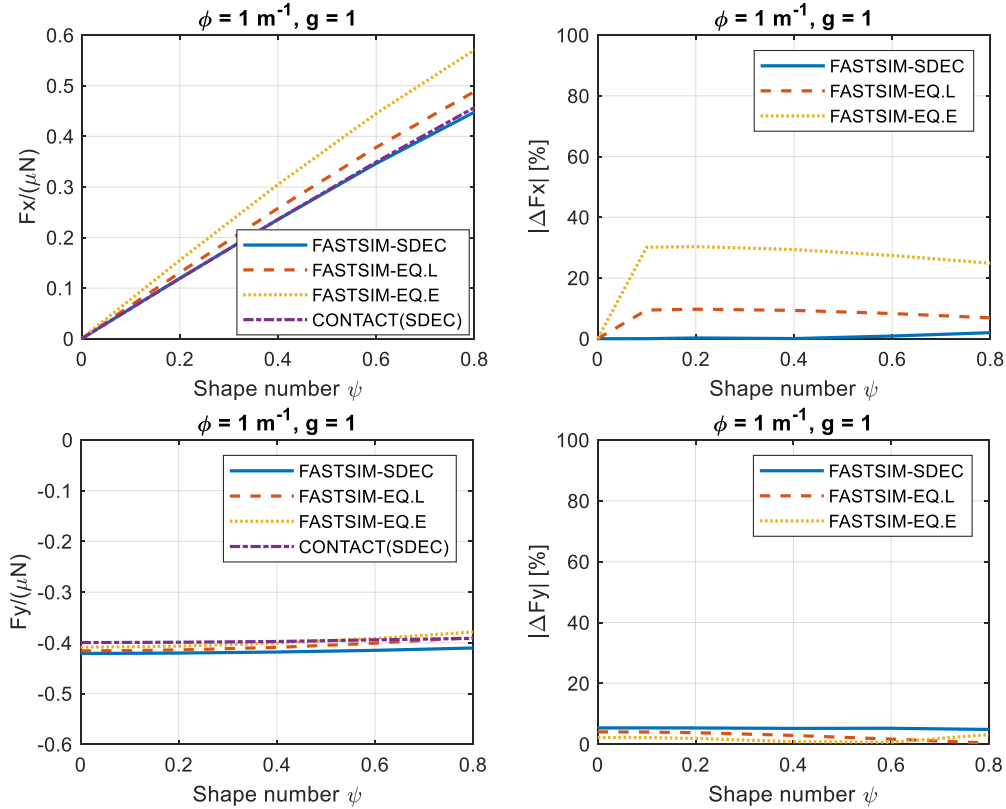 ϕ = 1 m⁻¹, g = 1
Fx/(μN)
0.6
0.5
0.4
0.3
0.2
0.1
0
FASTSIM-SDEC
FASTSIM-EQ.L
FASTSIM-EQ.E
CONTACT(SDEC)
0 0.2 0.4 0.6 0.8
Shape number ψ
ϕ = 1 m⁻¹, g = 1
|ΔFx| [%]
100
80
60
40
20
0
FASTSIM-SDEC
FASTSIM-EQ.L
FASTSIM-EQ.E
0 0.2 0.4 0.6 0.8
Shape number ψ
ϕ = 1 m⁻¹, g = 1
Fy/(μN)
0
-0.1
-0.2
-0.3
-0.4
-0.5
-0.6
FASTSIM-SDEC
FASTSIM-EQ.L
FASTSIM-EQ.E
CONTACT(SDEC)
0 0.2 0.4 0.6 0.8
Shape number ψ
ϕ = 1 m⁻¹, g = 1
|ΔFy| [%]
100
80
60
40
20
0
FASTSIM-SDEC
FASTSIM-EQ.L
FASTSIM-EQ.E
0 0.2 0.4 0.6 0.8
Shape number ψ